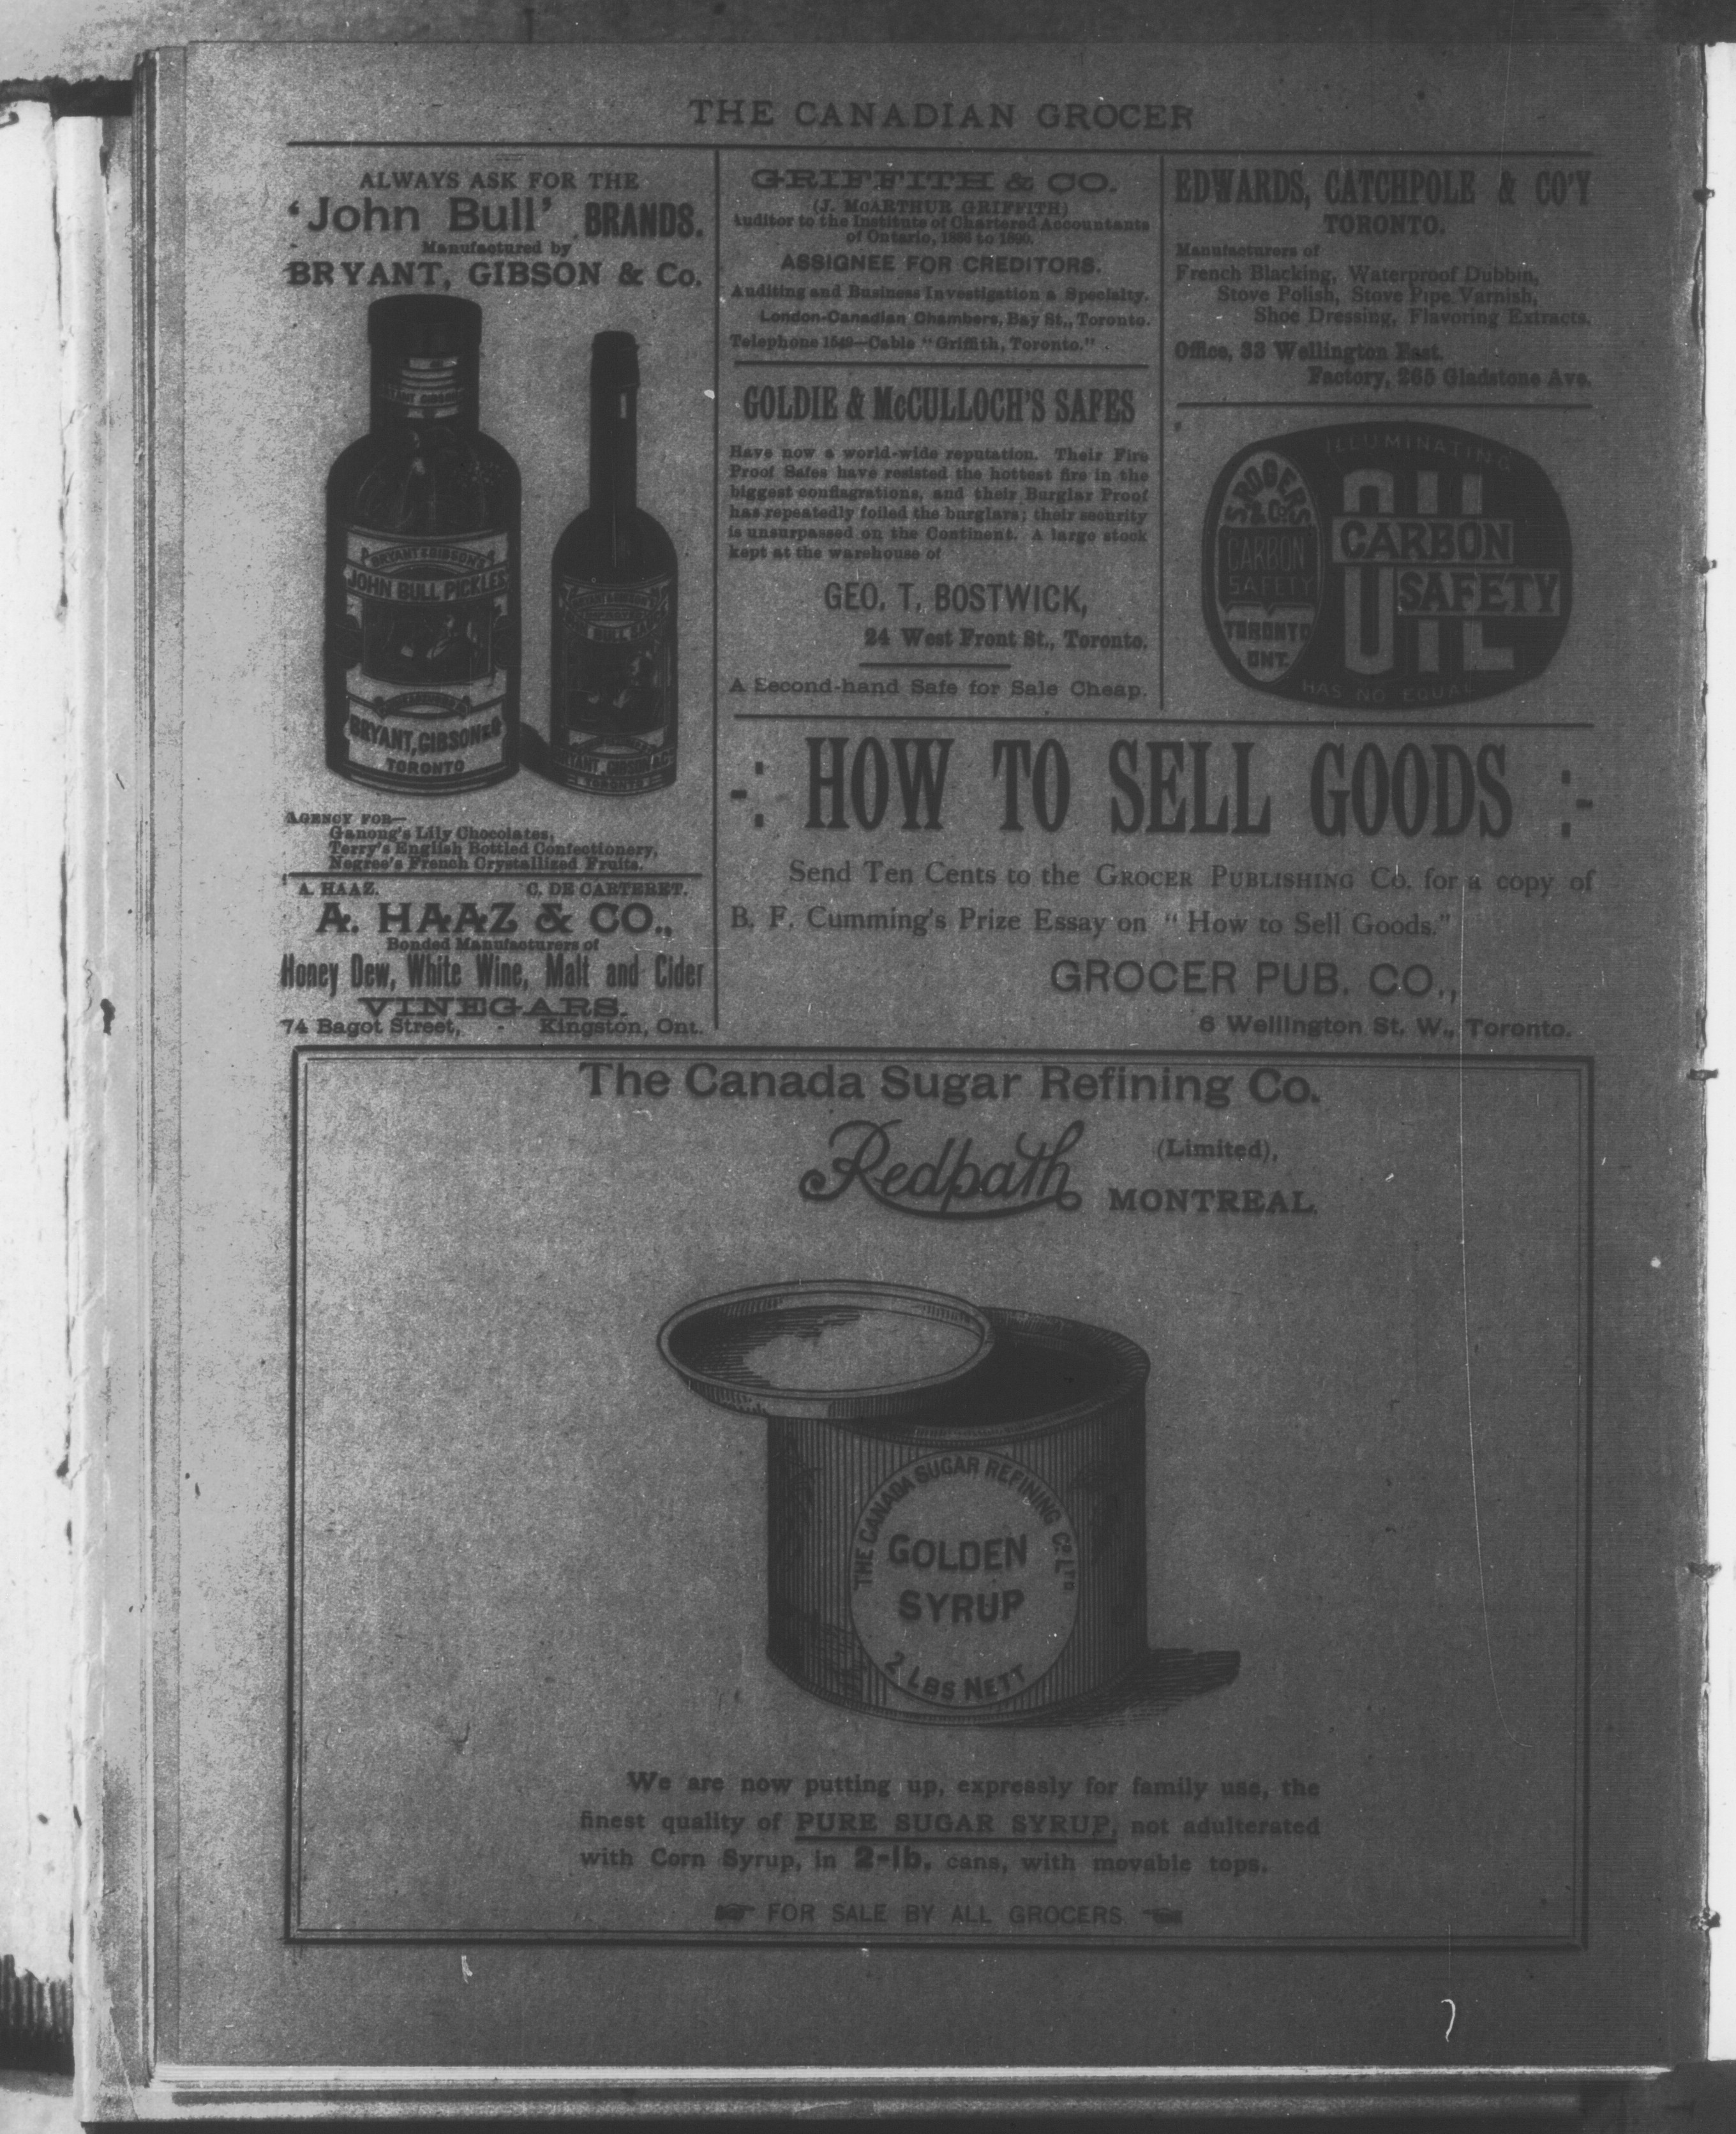 THE CANADIAN GROCER
ALWAYS ASK FOR THE
'John Bull' BRANDS.
Manufactured by
BRYANT, GIBSON & Co.
BRYANT & GIBSON'S
JOHN BULL PICKLES
BRYANT, GIBSON & Co
TORONTO
TORONTO
AGENCY FOR—
Ganong's Lily Chocolates,
Terry's English Bottled Confectionery,
Negree's French Crystallized Fruits.
A. HAAZ. C. DE CARTERET.
A. HAAZ & CO.,
Bonded Manufacturers of
Honey Dew, White Wine, Malt and Cider
VINEGARS.
74 Bagot Street, - Kingston, Ont.
GRIFFITH & CO.
(J. McARTHUR GRIFFITH)
Auditor to the Institute of Chartered Accountants
of Ontario, 1886 to 1890.
ASSIGNEE FOR CREDITORS.
Auditing and Business Investigation a Specialty.
London-Canadian Chambers, Bay St., Toronto.
Telephone 1549—Cable "Griffith, Toronto."
GOLDIE & McCULLOCH'S SAFES
Have now a world-wide reputation. Their Fire
Proof Safes have resisted the hottest fire in the
biggest conflagrations, and their Burglar Proof
has repeatedly foiled the burglars; their security
is unsurpassed on the Continent. A large stock
kept at the warehouse of
GEO. T. BOSTWICK,
24 West Front St., Toronto.
A Second-hand Safe for Sale Cheap.
EDWARDS, CATCHPOLE & CO'Y
TORONTO.
Manufacturers of
French Blacking, Waterproof Dubbin,
Stove Polish, Stove Pipe Varnish,
Shoe Dressing, Flavoring Extracts.
Office, 33 Wellington East.
Factory, 265 Gladstone Ave.
ILLUMINATING
OIL
CARBON
SAFETY
HAS NO EQUAL
S. ROGERS
& Co's
CARBON
SAFETY
TORONTO
ONT.
-: HOW TO SELL GOODS :-
Send Ten Cents to the GROCER PUBLISHING Co. for a copy of
B. F. Cumming's Prize Essay on "How to Sell Goods."
GROCER PUB. CO.,
6 Wellington St. W., Toronto.
The Canada Sugar Refining Co.
(Limited),
Redpath
MONTREAL
THE CANADA SUGAR REFINING Co LTD
GOLDEN
SYRUP
2 LBS NETT
We are now putting up, expressly for family use, the
finest quality of PURE SUGAR SYRUP, not adulterated
with Corn Syrup, in 2-lb. cans, with movable tops.
FOR SALE BY ALL GROCERS